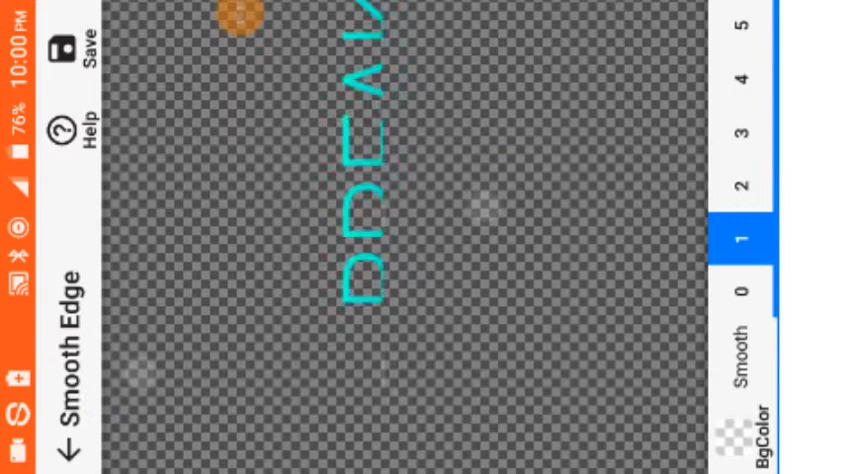 76% 10:00 PM
← Smooth Edge
Help
Save
BgColor
Smooth 0 1 2 3 4 5